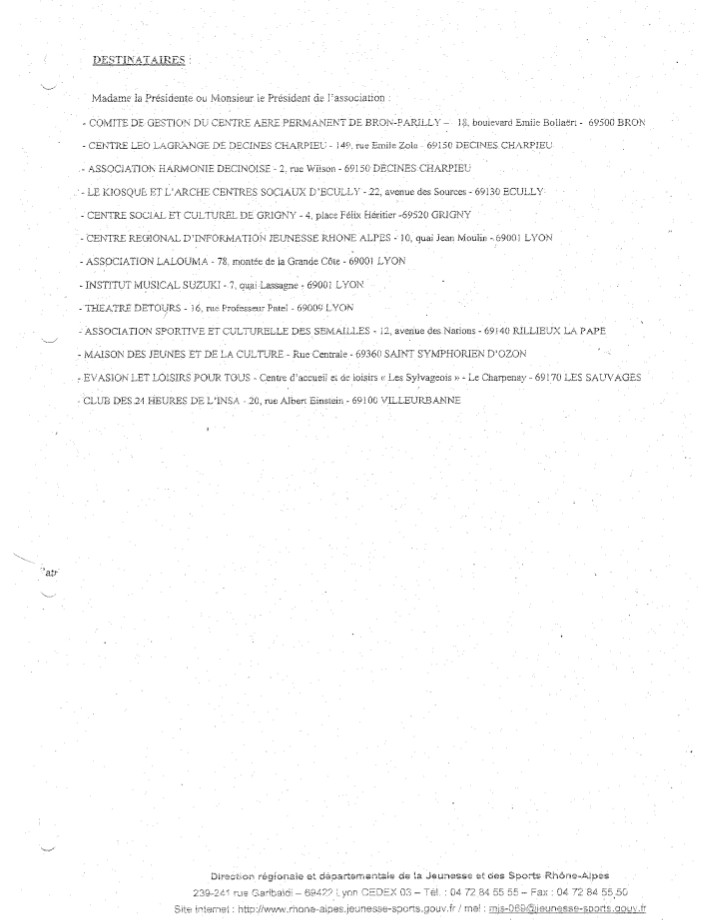 DESTINATAIRES :
Madame la Présidente ou Monsieur le Président de l'association :
- COMITE DE GESTION DU CENTRE AERE PERMANENT DE BRON-PARILLY – 18, boulevard Emile Bollaërt - 69500 BRON
- CENTRE LEO LAGRANGE DE DECINES CHARPIEU - 149, rue Emile Zola - 69150 DECINES CHARPIEU
- ASSOCIATION HARMONIE DECINOISE - 2, rue Wilson - 69150 DECINES CHARPIEU
- LE KIOSQUE ET L'ARCHE CENTRES SOCIAUX D'ECULLY - 22, avenue des Sources - 69130 ECULLY
- CENTRE SOCIAL ET CULTUREL DE GRIGNY - 4, place Félix Héritier -69520 GRIGNY
- CENTRE REGIONAL D'INFORMATION JEUNESSE RHONE ALPES - 10, quai Jean Moulin - 69001 LYON
- ASSOCIATION LALOUMA - 78, montée de la Grande Côte - 69001 LYON
- INSTITUT MUSICAL SUZUKI - 7, quai Lassagne - 69001 LYON
- THEATRE DETOURS - 16, rue Professeur Patel - 69009 LYON
- ASSOCIATION SPORTIVE ET CULTURELLE DES SEMAILLES - 12, avenue des Nations - 69140 RILLIEUX LA PAPE
- MAISON DES JEUNES ET DE LA CULTURE - Rue Centrale - 69360 SAINT SYMPHORIEN D'OZON
- EVASION LET LOISIRS POUR TOUS - Centre d'accueil et de loisirs « Les Sylvageois » - Le Charpenay - 69170 LES SAUVAGES
- CLUB DES 24 HEURES DE L'INSA - 20, rue Albert Einstein - 69100 VILLEURBANNE
Direction régionale et départementale de la Jeunesse et des Sports Rhône-Alpes
239-241 rue Garibaldi – 69422 Lyon CEDEX 03 – Tél. : 04 72 84 55 55 – Fax : 04 72 84 55 50
Site Internet : http://www.rhone-alpes.jeunesse-sports.gouv.fr / mel : mjs-069@jeunesse-sports.gouv.fr